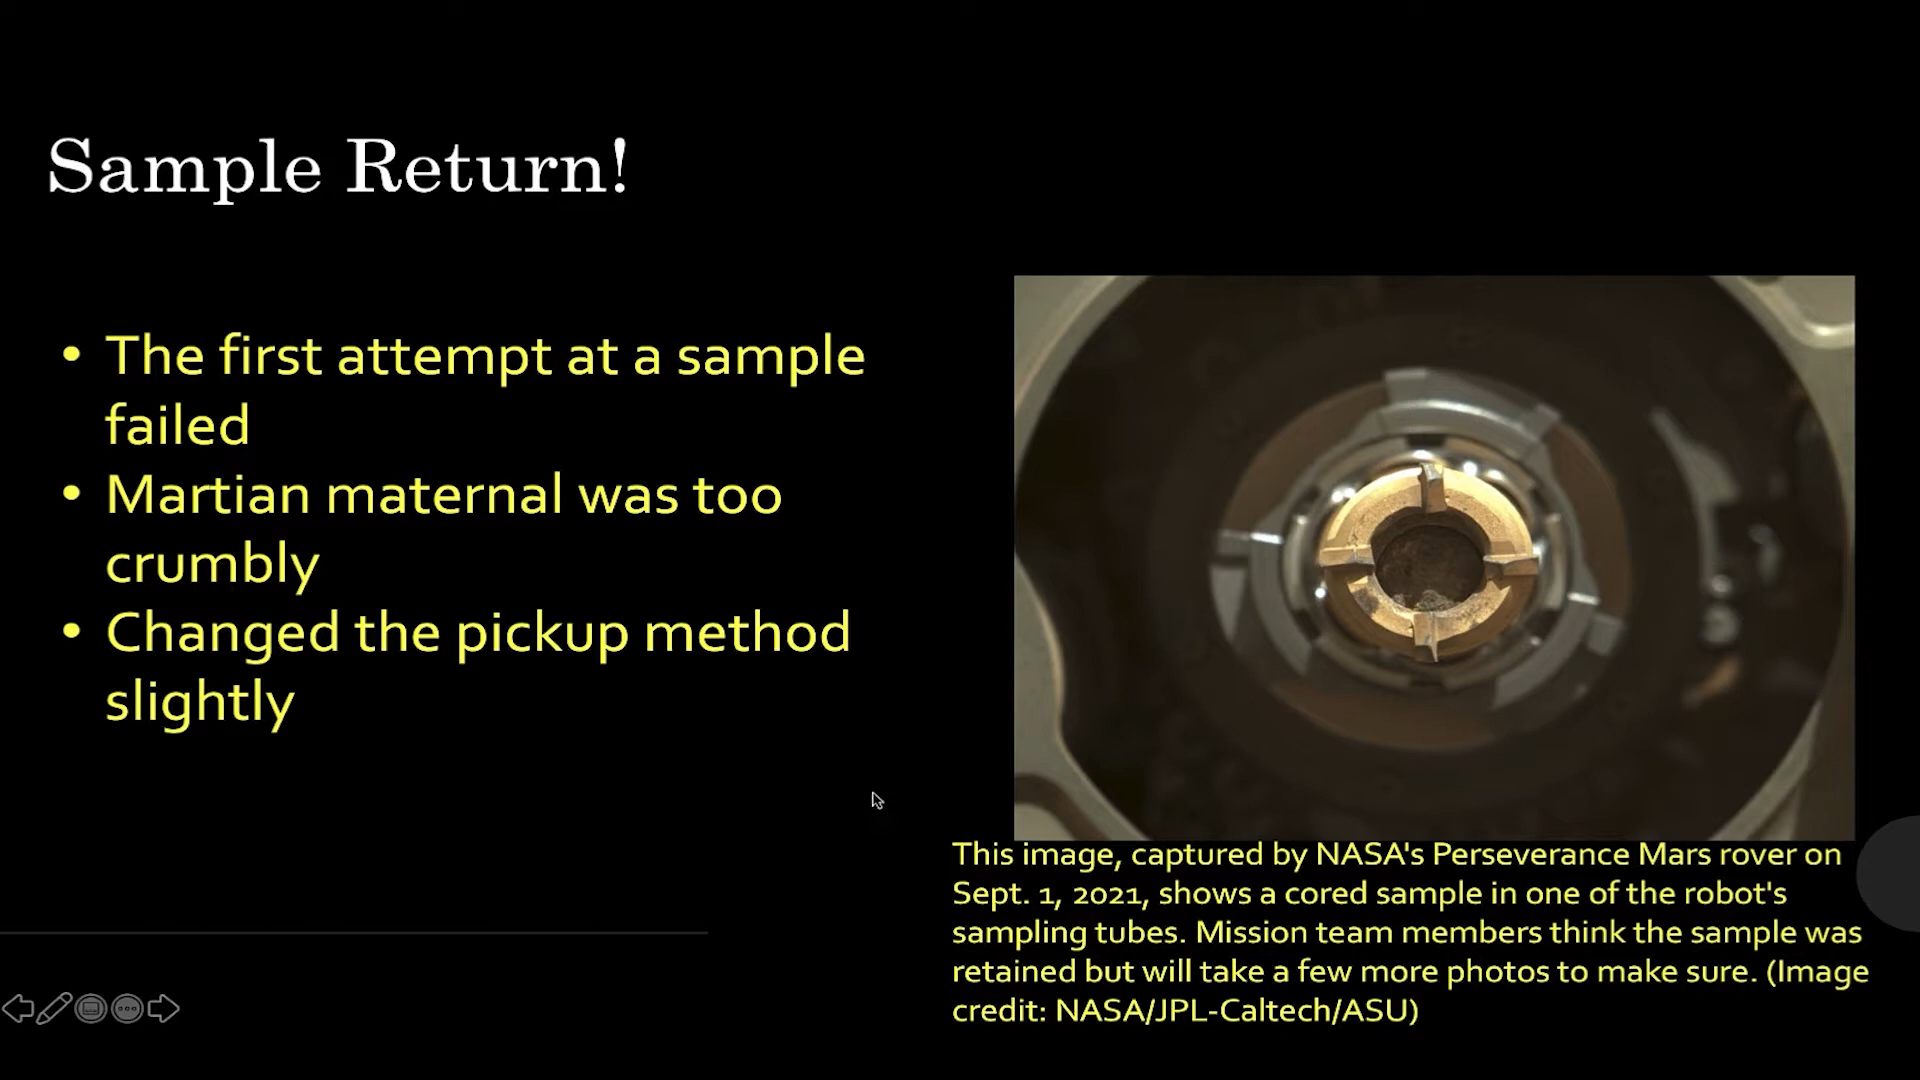 Sample Return!
• The first attempt at a sample
failed
• Martian maternal was too
crumbly
• Changed the pickup method
slightly
This image, captured by NASA's Perseverance Mars rover on
Sept. 1, 2021, shows a cored sample in one of the robot's
sampling tubes. Mission team members think the sample was
retained but will take a few more photos to make sure. (Image
credit: NASA/JPL-Caltech/ASU)